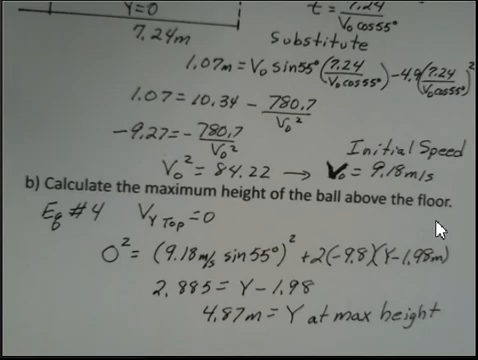 Y=0
7.24m
t = 7.24 / V₀cos55°
Substitute
1.07m = V₀ sin55° (7.24 / V₀cos55°) - 4.9 (7.24 / V₀cos55°)²
1.07 = 10.34 - 780.7 / V₀²
-9.27 = - 780.7 / V₀²
Initial Speed
V₀² = 84.22 → V₀ = 9.18m/s
b) Calculate the maximum height of the ball above the floor.
Eq #4 Vy Top = 0
0² = (9.18m/s sin55°)² + 2(-9.8)(Y-1.98m)
2.885 = Y - 1.98
4.87m = Y at max height